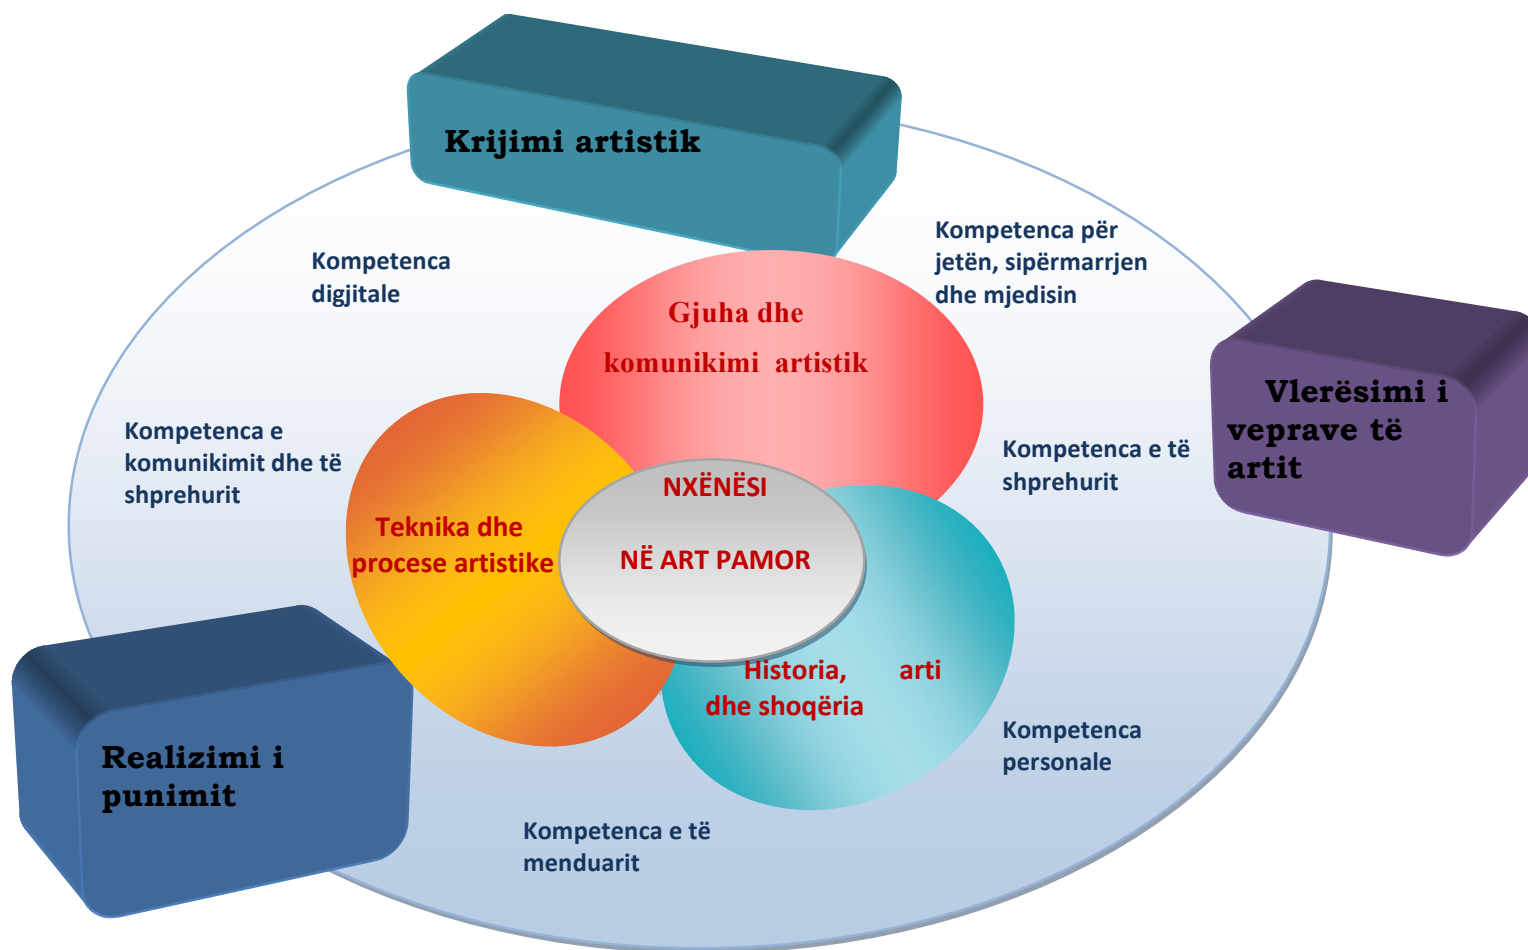 Krijimi artistik
Kompetenca për
jetën, sipërmarrjen
dhe mjedisin
Kompetenca
digjitale
Gjuha dhe
komunikimi artistik
Vlerësimi i
veprave të
artit
Kompetenca e
komunikimit dhe të
shprehurit
Kompetenca e të
shprehurit
NXËNËSI
NË ART PAMOR
Teknika dhe
procese artistike
Historia, arti
dhe shoqëria
Kompetenca
personale
Realizimi i
punimit
Kompetenca e të
menduarit